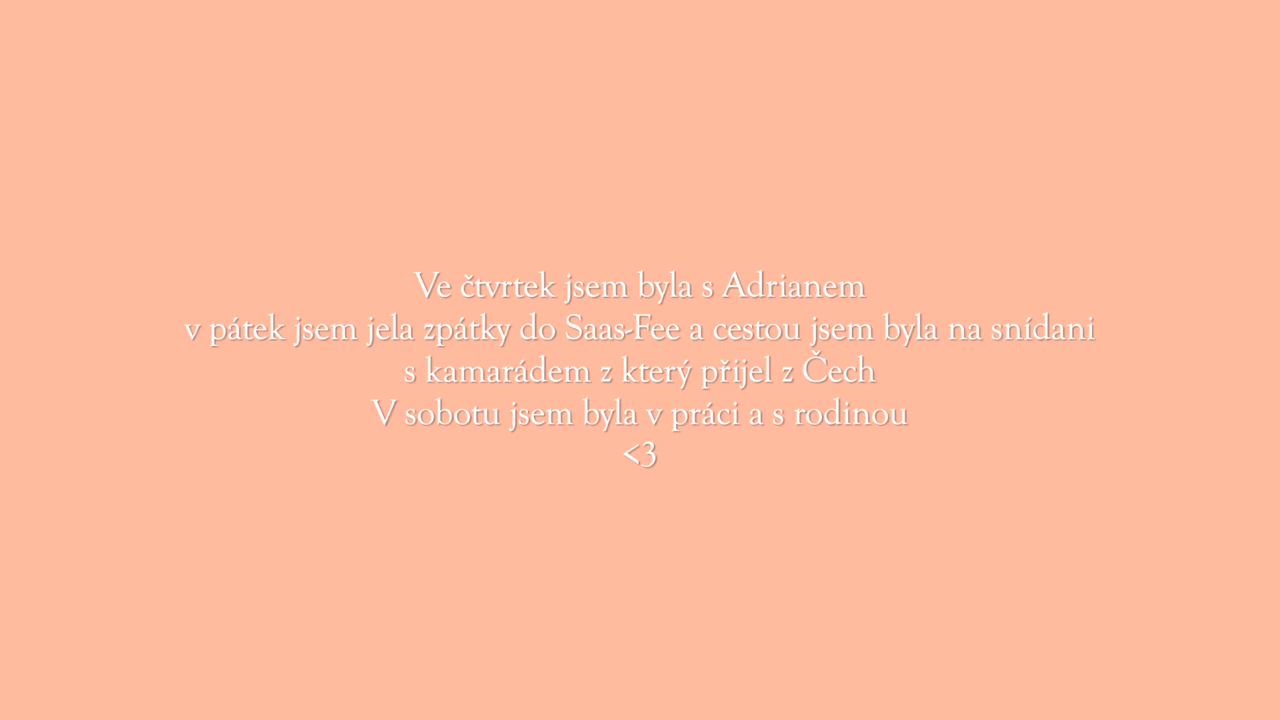 Ve čtvrtek jsem byla s Adrianem
v pátek jsem jela zpátky do Saas-Fee a cestou jsem byla na snídani
s kamarádem z který přijel z Čech
V sobotu jsem byla v práci a s rodinou
<3